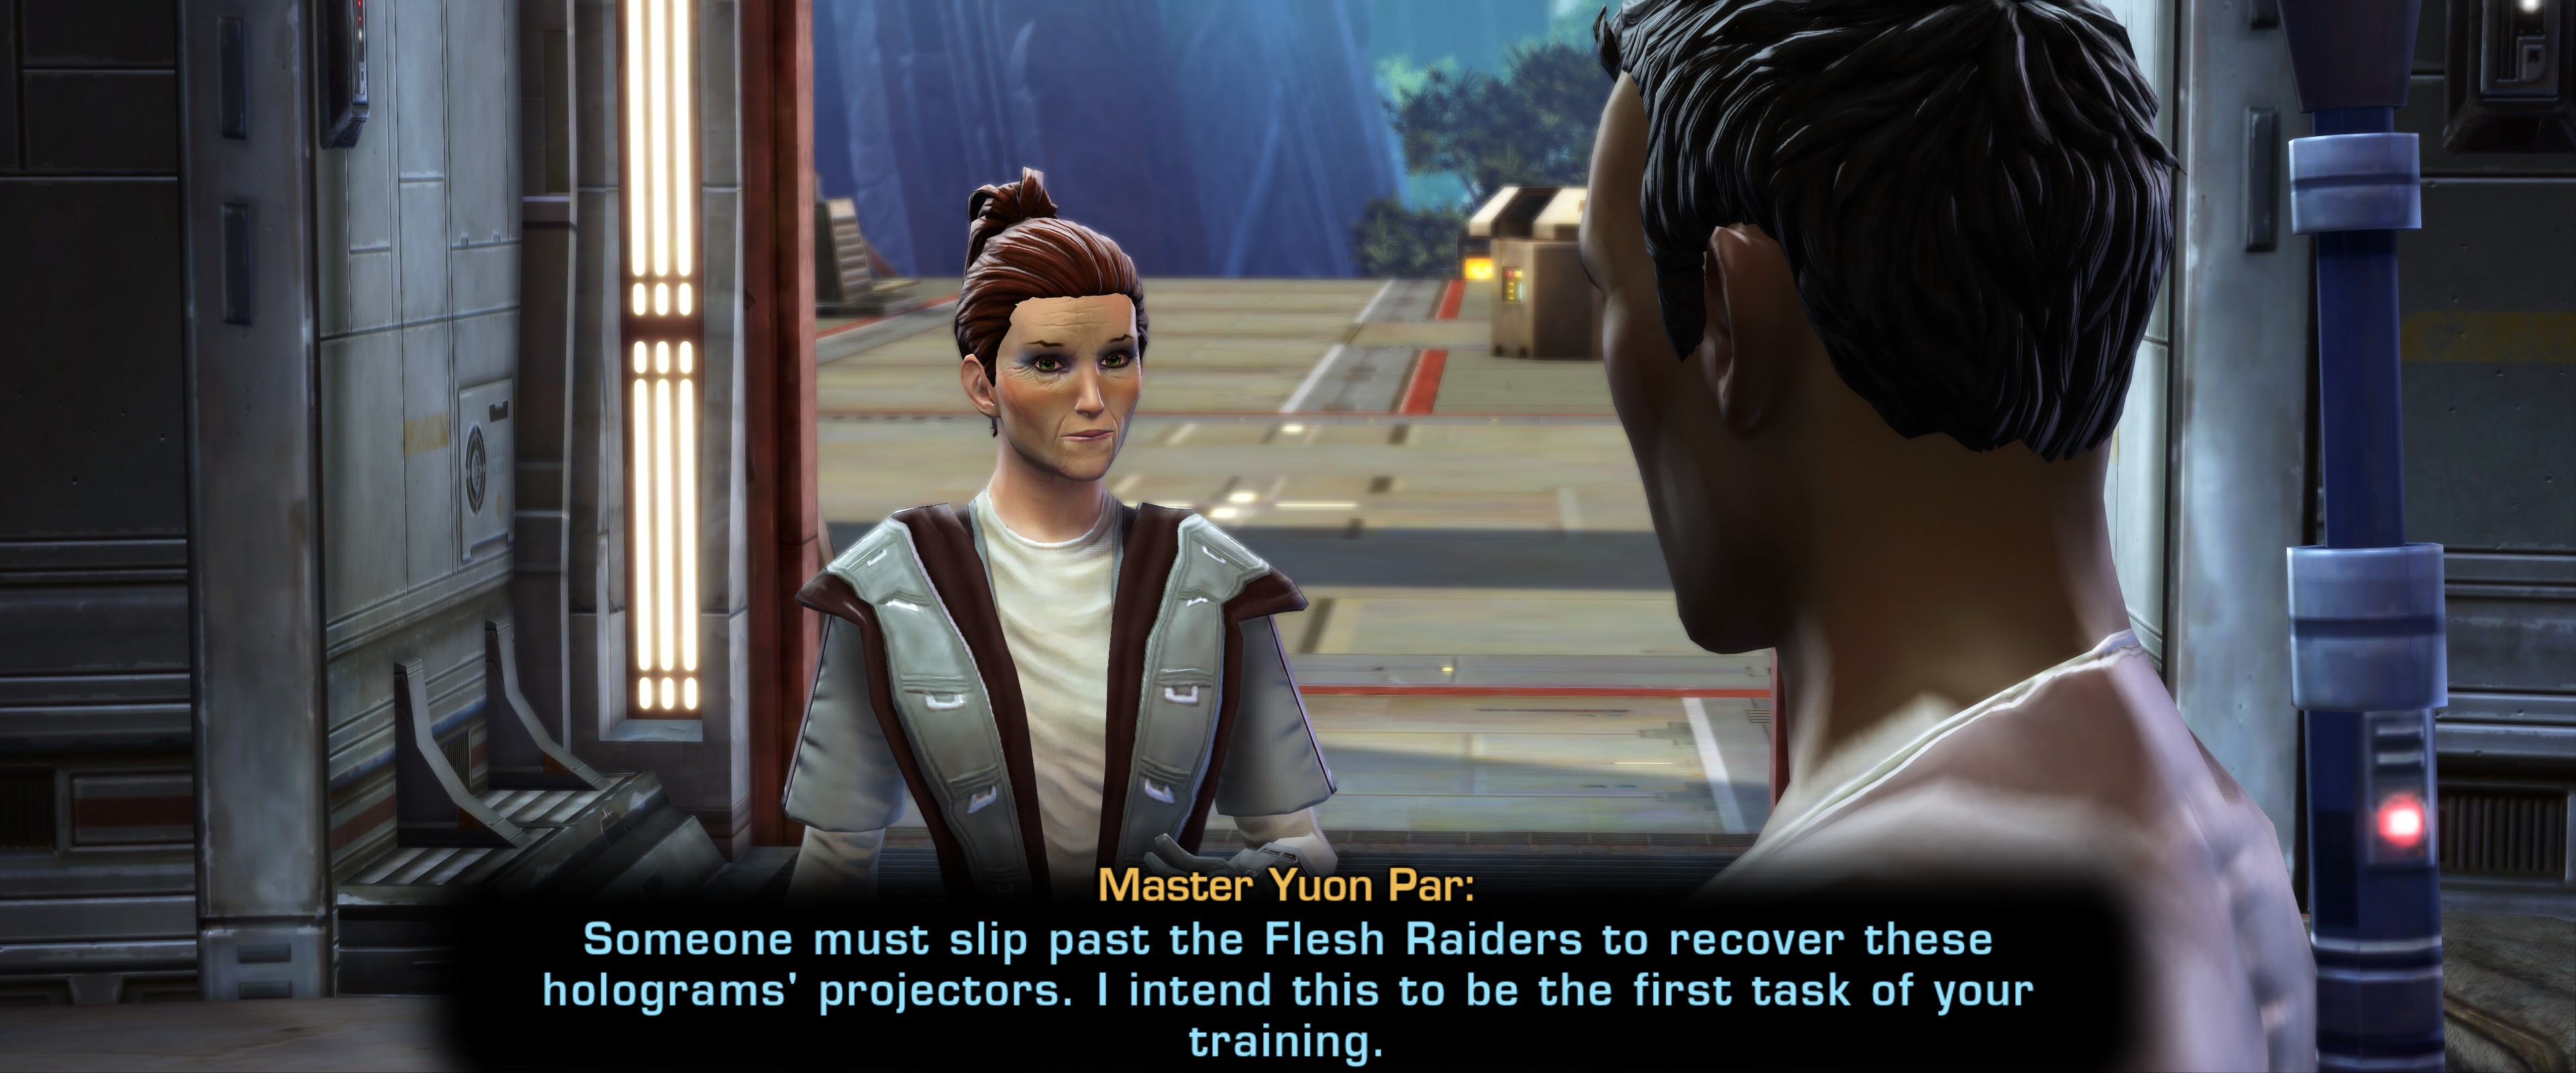 Master Yuon Par:
Someone must slip past the Flesh Raiders to recover these
holograms' projectors. I intend this to be the first task of your
training.